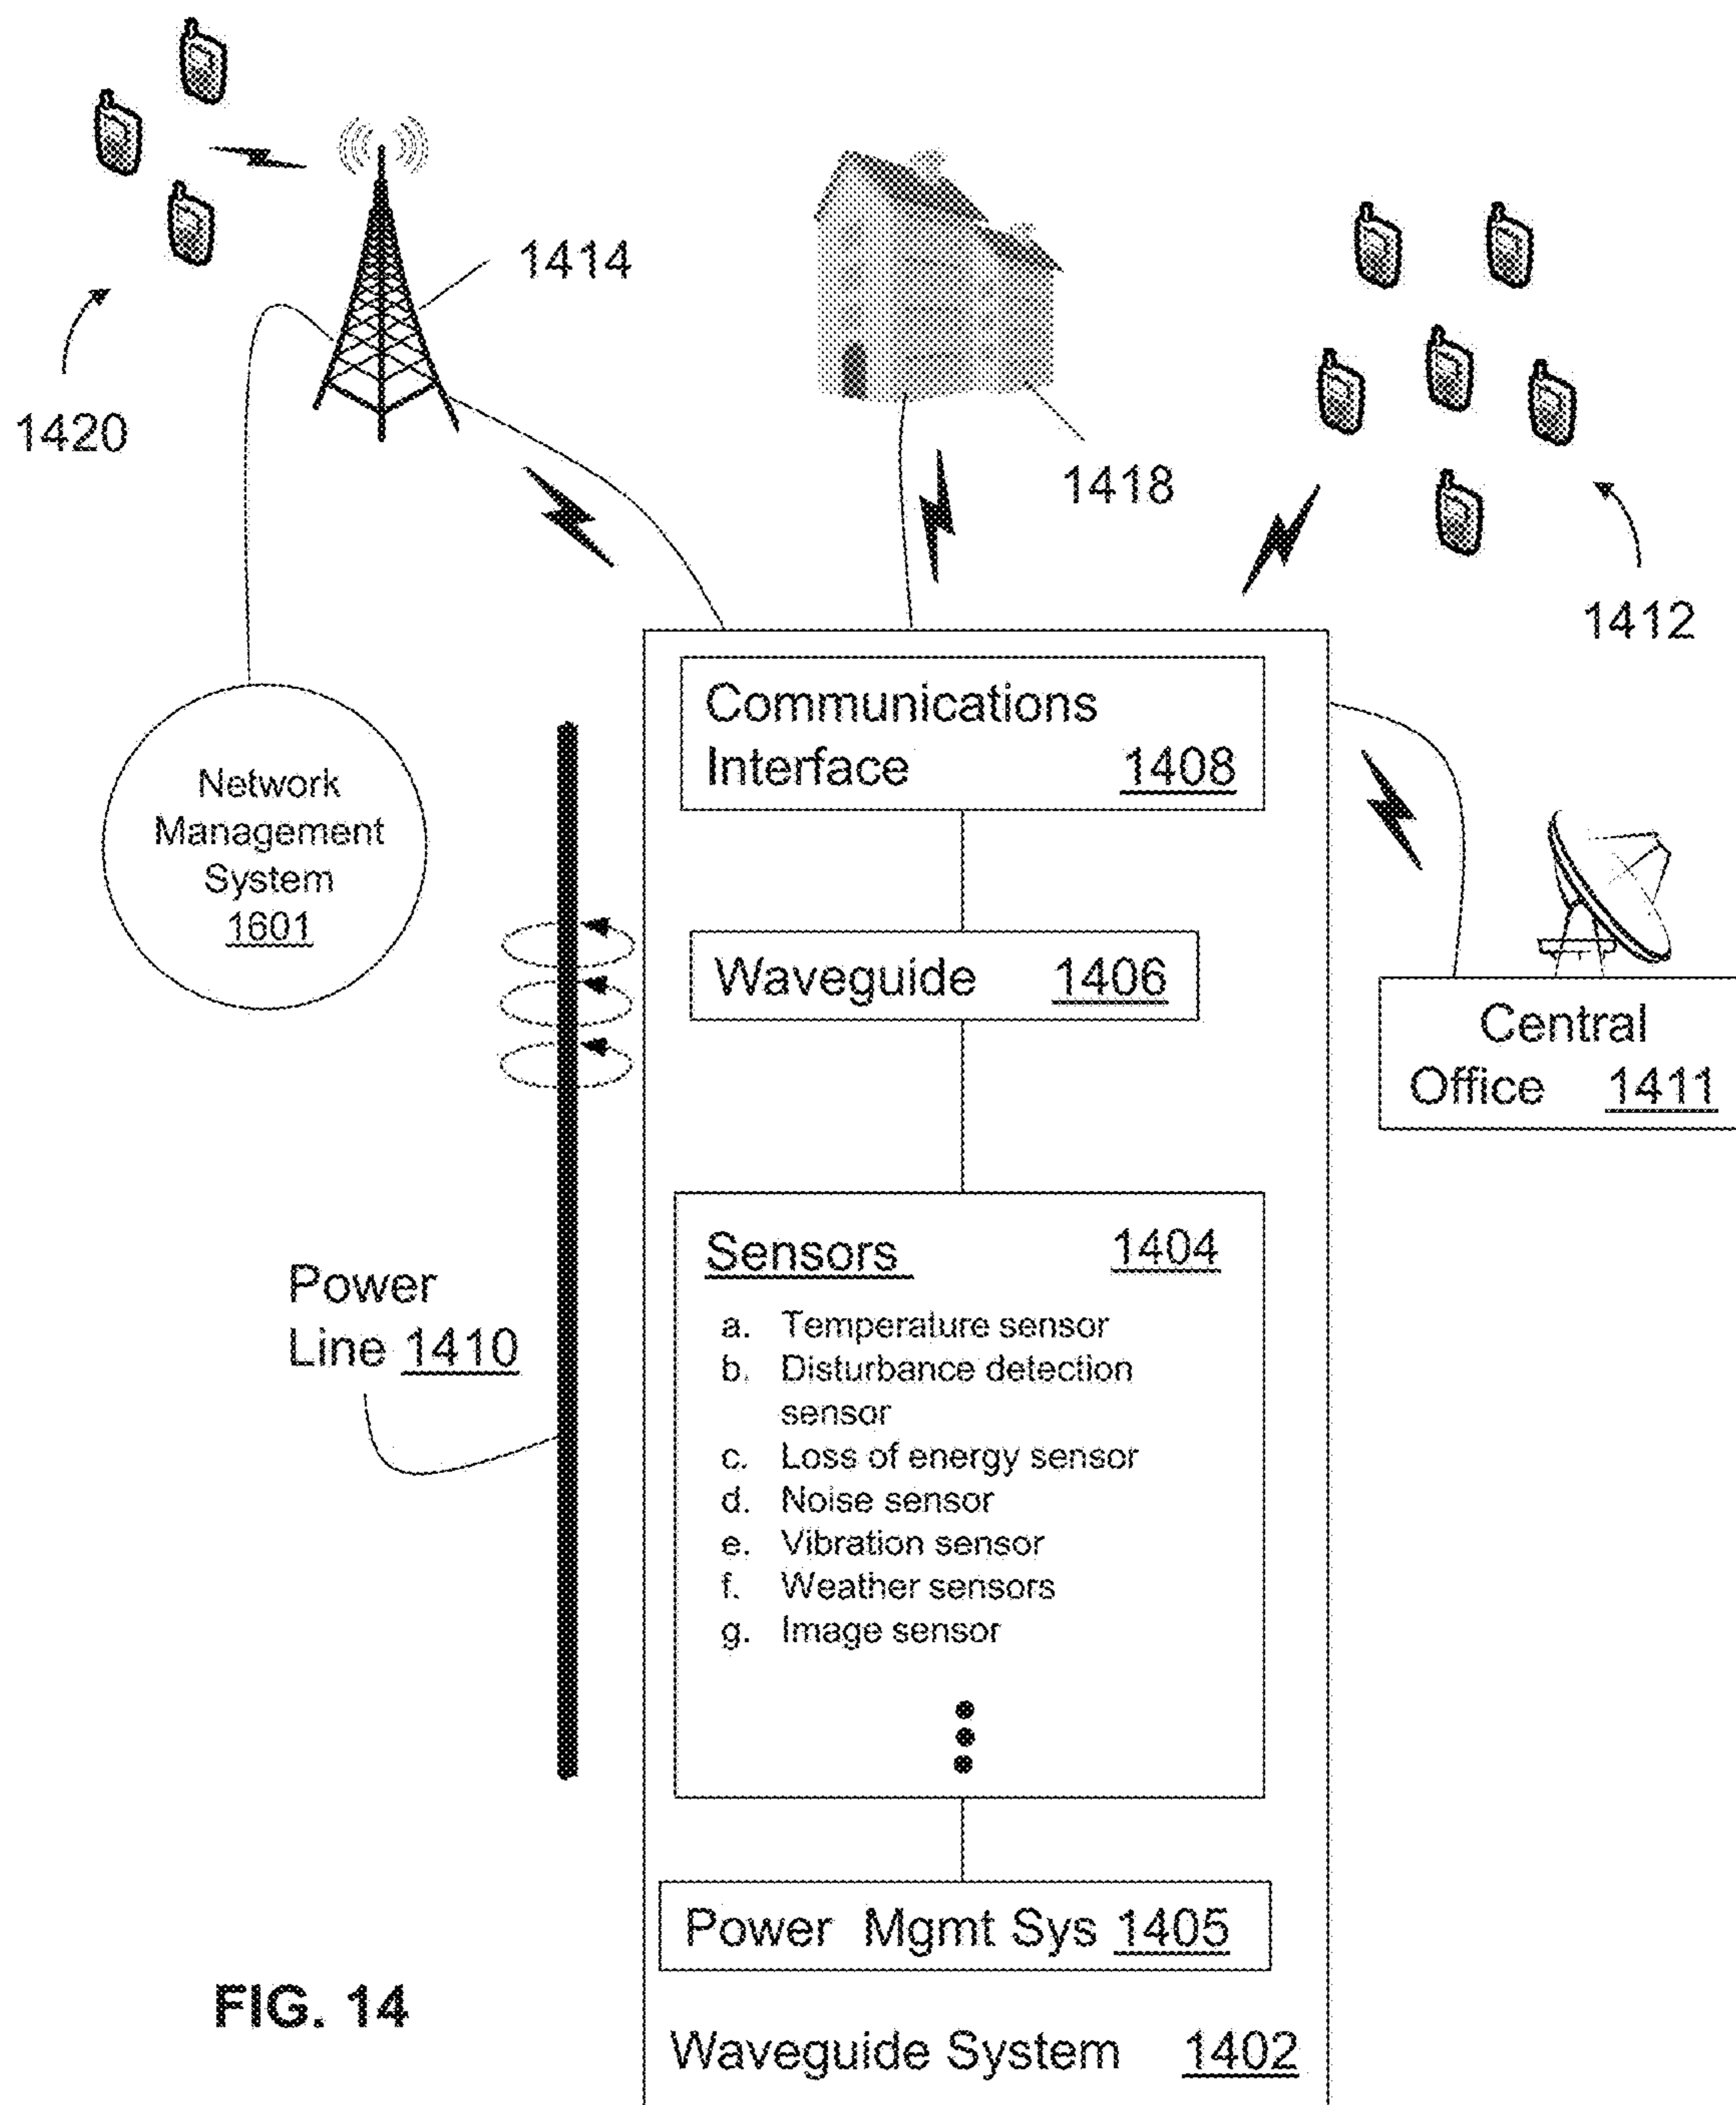 1414
1420
1418
1412
Communications
Interface 1408
Network
Management
System
1601
Waveguide 1406
Central
Office 1411
Sensors 1404
Power
Line 1410
a. Temperature sensor
b. Disturbance detection
sensor
c. Loss of energy sensor
d. Noise sensor
e. Vibration sensor
f. Weather sensors
g. Image sensor
Power Mgmt Sys 1405
FIG. 14
Waveguide System 1402